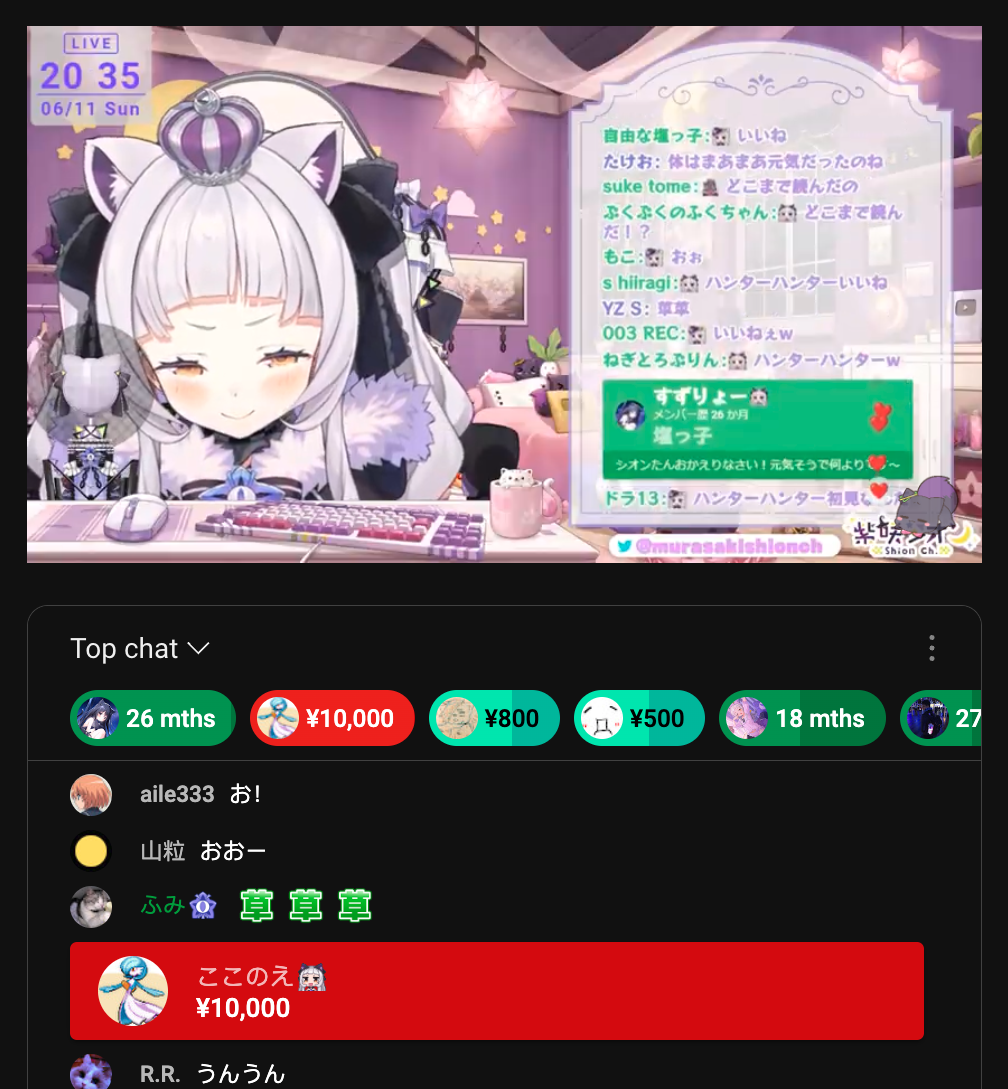 LIVE
20 35
06/11 Sun
自由な塩っ子: いいね
たけお: 体はまあまあ元気だったのね
suke tome: どこまで読んだの
ぷくぷくのふくちゃん: どこまで読ん
だ!?
もこ: おぉ
s hiiragi: ハンターハンターいいね
YZ S: 草草
003 REC: いいねぇw
ねぎとろぷりん: ハンターハンターw
すずりょー
メンバー歴 26 か月
塩っ子
シオンたんおかえりなさい！元気そうで何より
ドラ13: ハンターハンター初見
@murasakishionch
紫咲シオン
Shion Ch.
Top chat
26 mths
¥10,000
¥800
¥500
18 mths
27
aile333 お!
山粒 おおー
ふみ 草 草 草
ここのえ
¥10,000
R.R. うんうん